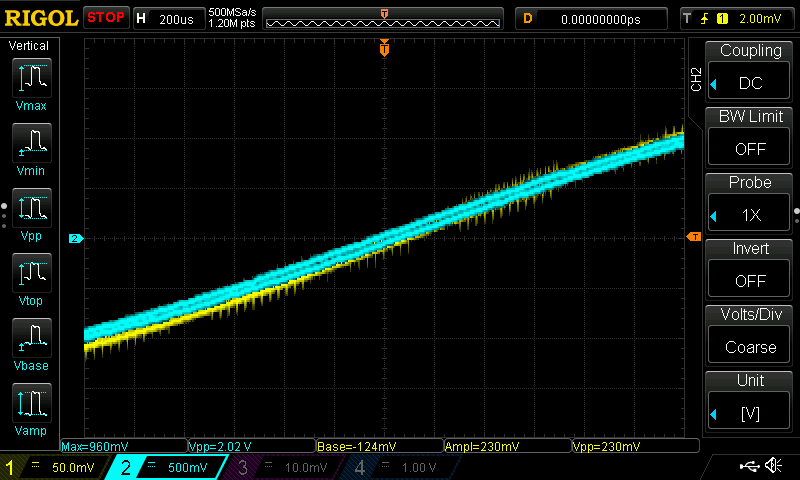 RIGOL STOP H 200us 500MSa/s D 0.00000000ps T 1 2.00mV
1.20M pts
T
Vertical
Vmax
Vmin
Vpp
Vtop
Vbase
Vamp
2
T
CH2
Coupling
DC
BW Limit
OFF
Probe
1X
Invert
OFF
Volts/Div
Coarse
Unit
[V]
Max=960mV Vpp=2.02 V Base=-124mV Ampl=230mV Vpp=230mV
1 50.0mV 2 500mV 3 10.0mV 4 1.00 V